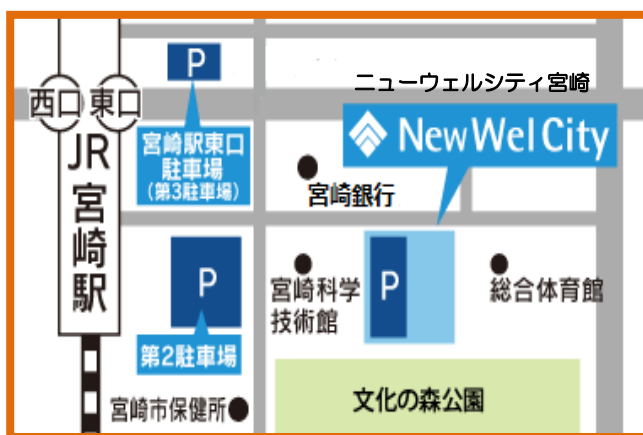 P
ニューウェルシティ宮崎
西口
東口
New Wel City
JR宮崎駅
宮崎駅東口
駐車場
(第3駐車場)
宮崎銀行
P
宮崎科学
技術館
P
総合体育館
第2駐車場
文化の森公園
宮崎市保健所